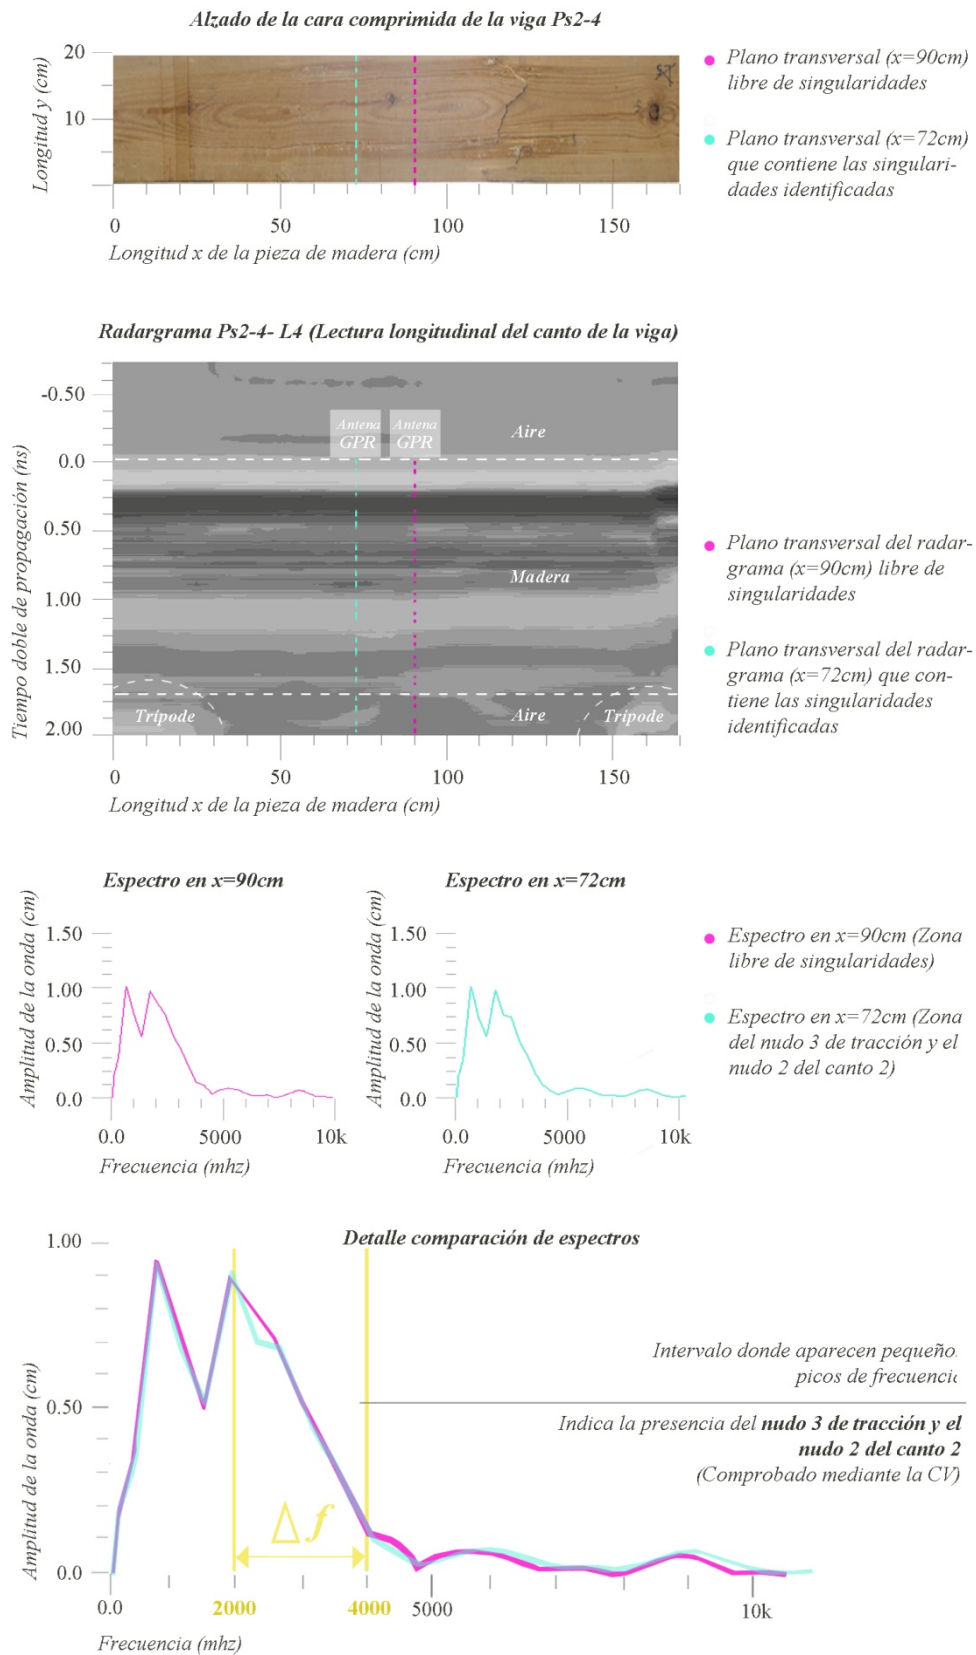 Alzado de la cara comprimida de la viga Ps2-4
Longitud y (cm)
20
10
0
50
100
150
Longitud x de la pieza de madera (cm)
Plano transversal (x=90cm)
libre de singularidades
Plano transversal (x=72cm)
que contiene las singulari-
dades identificadas
Radargrama Ps2-4- L4 (Lectura longitudinal del canto de la viga)
Tiempo doble de propagación (ns)
-0.50
0.0
0.50
1.00
1.50
2.00
Antena
GPR
Antena
GPR
Aire
Madera
Trípode
Aire
Trípode
0
50
100
150
Longitud x de la pieza de madera (cm)
Plano transversal del radar-
grama (x=90cm) libre de
singularidades
Plano transversal del radar-
grama (x=72cm) que con-
tiene las singularidades
identificadas
Espectro en x=90cm
Amplitud de la onda (cm)
1.50
1.00
0.50
0.0
0.0
5000
10k
Frecuencia (mhz)
Espectro en x=72cm
Amplitud de la onda (cm)
1.50
1.00
0.50
0.0
0.0
5000
10k
Frecuencia (mhz)
Espectro en x=90cm (Zona
libre de singularidades)
Espectro en x=72cm (Zona
del nudo 3 de tracción y el
nudo 2 del canto 2)
Detalle comparación de espectros
Amplitud de la onda (cm)
1.00
0.50
0.0
Δ f
0.0
2000
4000
5000
10k
Frecuencia (mhz)
Intervalo donde aparecen pequeño
picos de frecuenci
Indica la presencia del nudo 3 de tracción y el
nudo 2 del canto 2
(Comprobado mediante la CV)